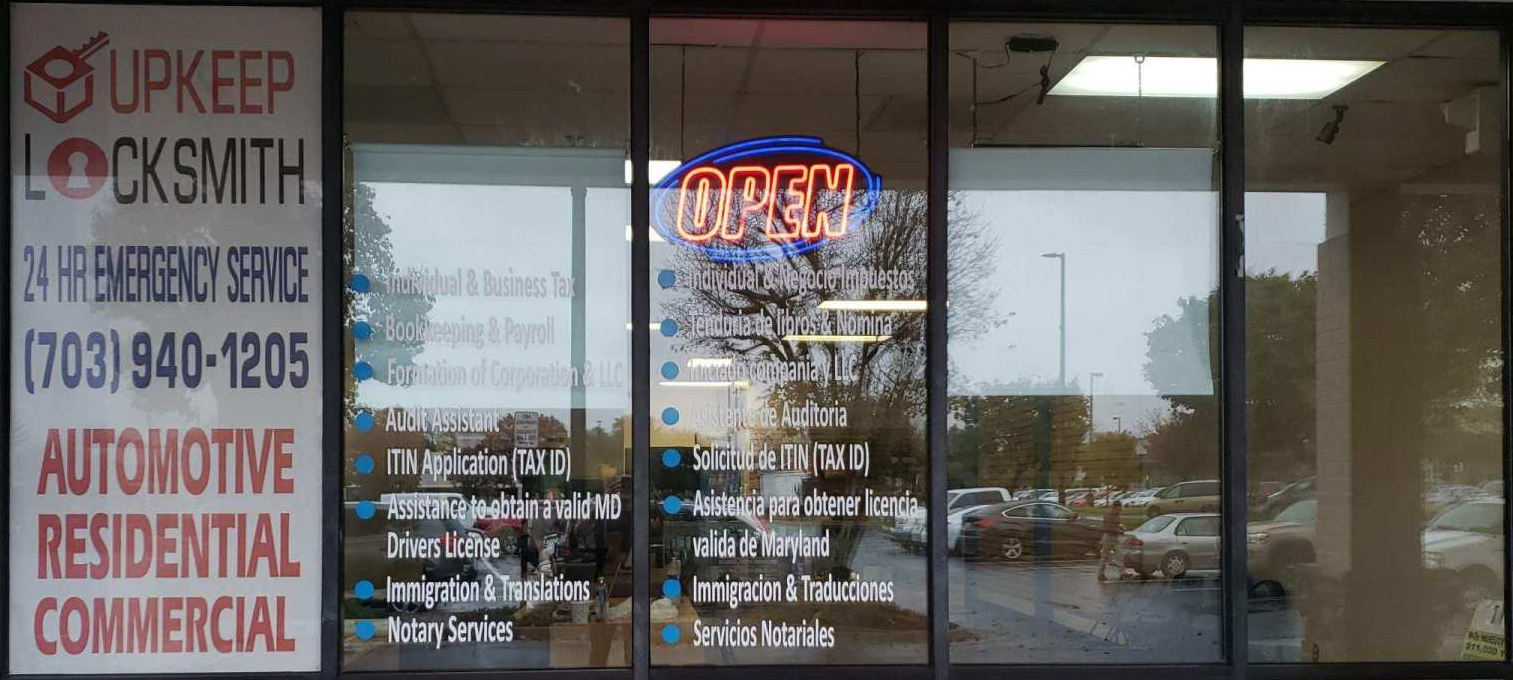 UPKEEP
LOCKSMITH
24 HR EMERGENCY SERVICE
(703) 940-1205
AUTOMOTIVE
RESIDENTIAL
COMMERCIAL
Individual & Business Tax
Bookkeeping & Payroll
Formation of Corporation & LLC
Audit Assistant
ITIN Application (TAX ID)
Assistance to obtain a valid MD
Drivers License
Immigration & Translations
Notary Services
OPEN
Individual & Negocio Impuestos
Tenduria de libros & Nomina
compania y LLC
Asistente de Auditoria
Solicitud de ITIN (TAX ID)
Asistencia para obtener licencia
valida de Maryland
Immigracion & Traducciones
Servicios Notariales